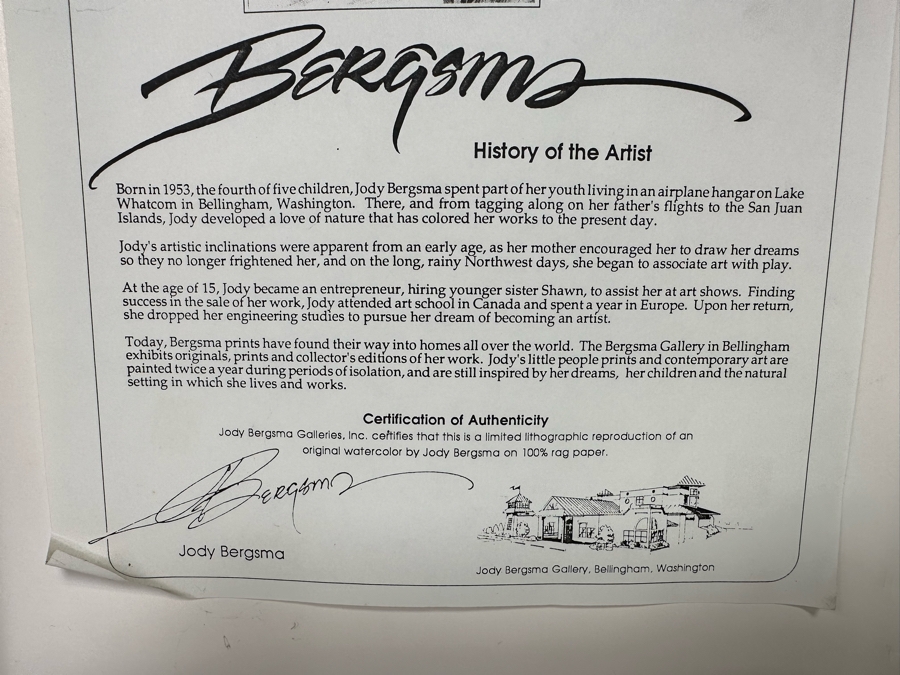 Bergsma
History of the Artist
Born in 1953, the fourth of five children, Jody Bergsma spent part of her youth living in an airplane hangar on Lake
Whatcom in Bellingham, Washington. There, and from tagging along on her father's flights to the San Juan
Islands, Jody developed a love of nature that has colored her works to the present day.
Jody's artistic inclinations were apparent from an early age, as her mother encouraged her to draw her dreams
so they no longer frightened her, and on the long, rainy Northwest days, she began to associate art with play.
At the age of 15, Jody became an entrepreneur, hiring younger sister Shawn, to assist her at art shows. Finding
success in the sale of her work, Jody attended art school in Canada and spent a year in Europe. Upon her return,
she dropped her engineering studies to pursue her dream of becoming an artist.
Today, Bergsma prints have found their way into homes all over the world. The Bergsma Gallery in Bellingham
exhibits originals, prints and collector's editions of her work. Jody's little people prints and contemporary art are
painted twice a year during periods of isolation, and are still inspired by her dreams, her children and the natural
setting in which she lives and works.
Certification of Authenticity
Jody Bergsma Galleries, Inc. certifies that this is a limited lithographic reproduction of an
original watercolor by Jody Bergsma on 100% rag paper.
JBergsma
Jody Bergsma
Jody Bergsma Gallery, Bellingham, Washington